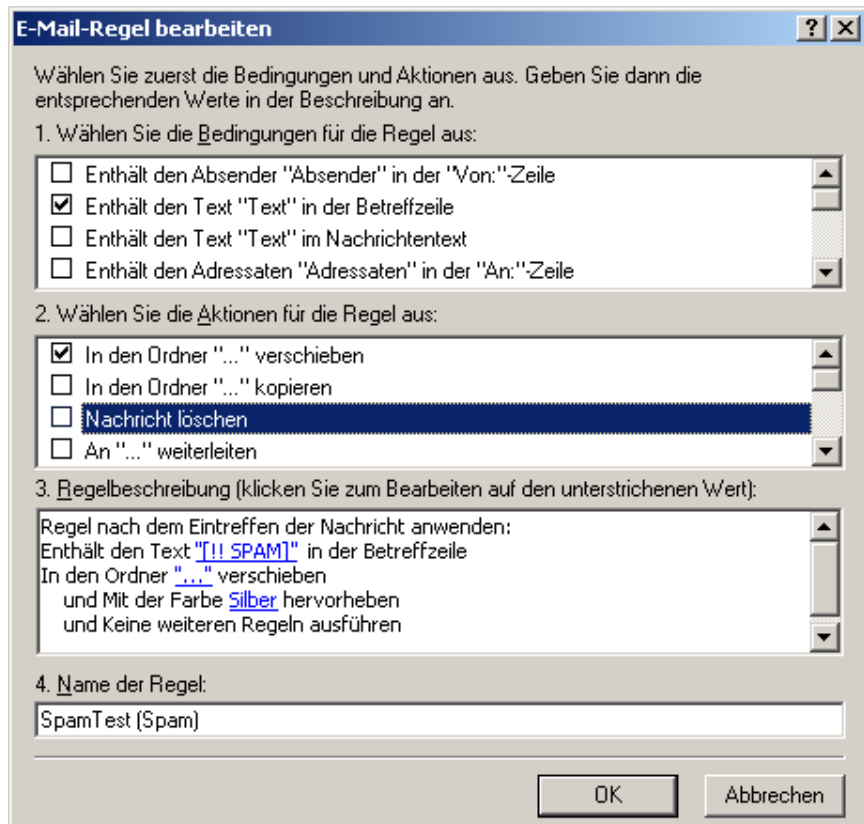 E-Mail-Regel bearbeiten
Wählen Sie zuerst die Bedingungen und Aktionen aus. Geben Sie dann die
entsprechenden Werte in der Beschreibung an.
1. Wählen Sie die Bedingungen für die Regel aus:
Enthält den Absender "Absender" in der "Von:"-Zeile
Enthält den Text "Text" in der Betreffzeile
Enthält den Text "Text" im Nachrichtentext
Enthält den Adressaten "Adressaten" in der "An:"-Zeile
2. Wählen Sie die Aktionen für die Regel aus:
In den Ordner "..." verschieben
In den Ordner "..." kopieren
Nachricht löschen
An "..." weiterleiten
3. Regelbeschreibung (klicken Sie zum Bearbeiten auf den unterstrichenen Wert):
Regel nach dem Eintreffen der Nachricht anwenden:
Enthält den Text "[!! SPAM]" in der Betreffzeile
In den Ordner "..." verschieben
und Mit der Farbe Silber hervorheben
und Keine weiteren Regeln ausführen
4. Name der Regel:
SpamTest (Spam)
OK Abbrechen